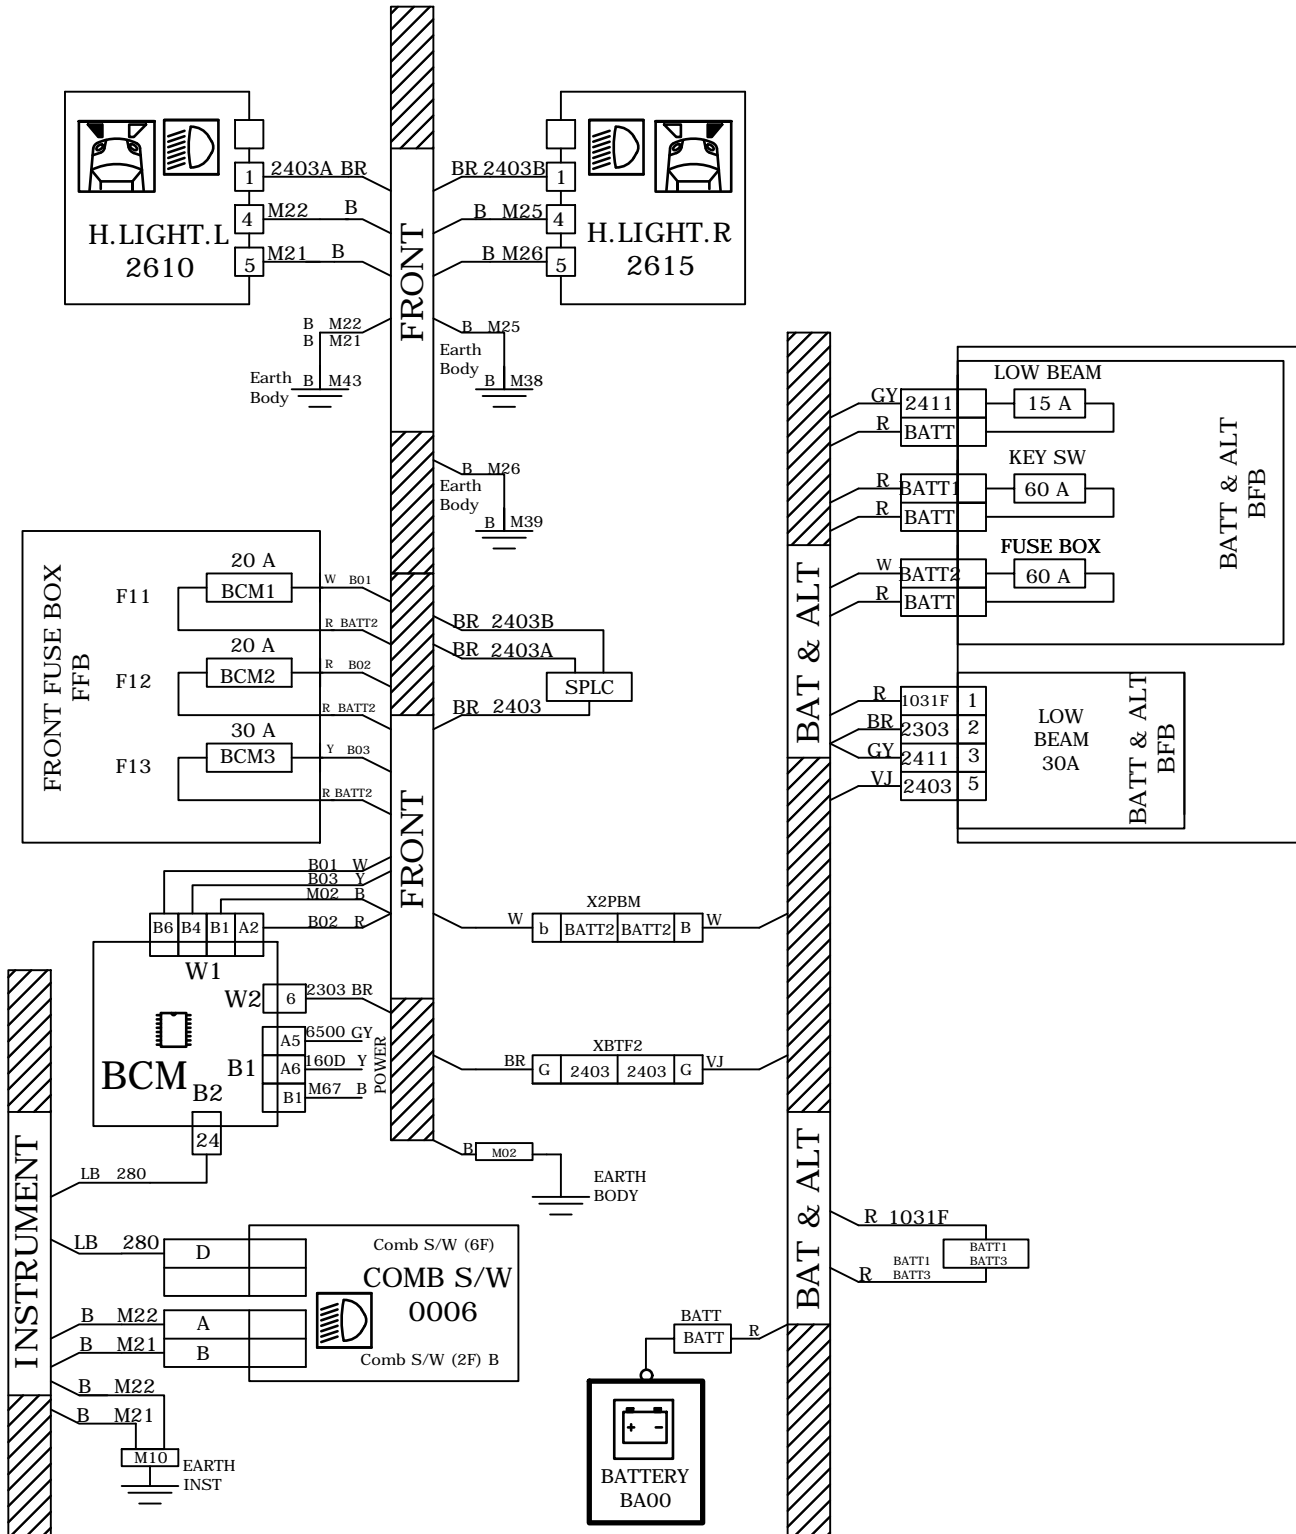 1
2403A BR
4
M22 B
5
M21 B
H.LIGHT.L
2610
BR 2403B
1
B M25
4
B M26
5
H.LIGHT.R
2615
FRONT
B M22
B M21
Earth
Body
B M43
B M25
Earth
Body
B M38
B M26
Earth
Body
B M39
LOW BEAM
GY 2411
15 A
R BATT
KEY SW
R BATT1
60 A
R BATT
FUSE BOX
W BATT2
60 A
R BATT
BATT & ALT
BFB
FRONT FUSE BOX
FFB
20 A
F11
BCM1
W B01
R BATT2
20 A
F12
BCM2
R B02
R BATT2
30 A
F13
BCM3
Y B03
R BATT2
BR 2403B
BR 2403A
SPLC
BR 2403
BAT & ALT
R 1031F 1
BR 2303 2
GY 2411 3
VJ 2403 5
LOW
BEAM
30A
BATT & ALT
BFB
FRONT
B01 W
B03 Y
M02 B
B02 R
B6 B4 B1 A2
W1
X2PBM
W b BATT2 BATT2 B W
W2
6
2303 BR
A5
6500 GY
B1
A6
160D Y
B1
M67 B
POWER
BCM
B2
24
XBTF2
BR G 2403 2403 G VJ
B M02
EARTH
BODY
LB 280
INSTRUMENT
LB 280
D
Comb S/W (6F)
COMB S/W
0006
B M22
A
B M21
B
Comb S/W (2F) B
B M22
B M21
M10
EARTH
INST
BAT & ALT
R 1031F
BATT1
BATT3
R
BATT1
BATT3
BATT
BATT
R
+ -
BATTERY
BA00